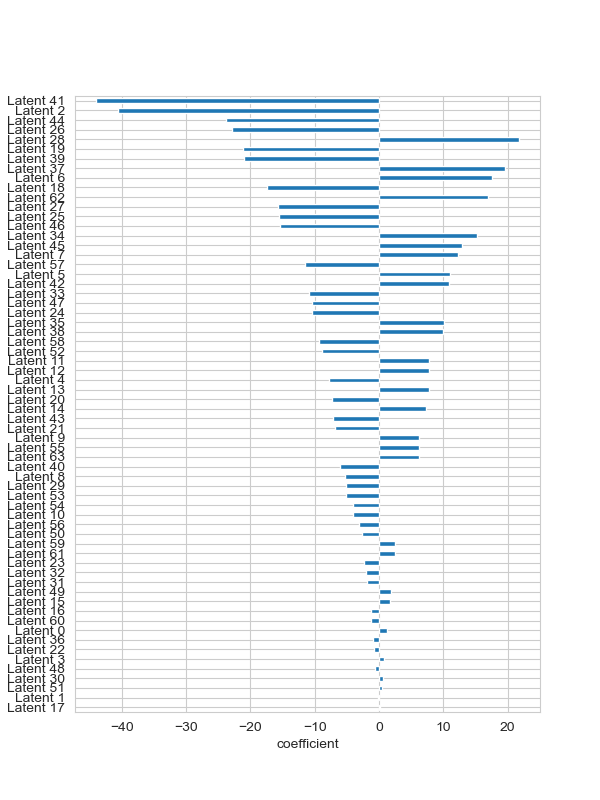 Latent 41
Latent 2
Latent 44
Latent 26
Latent 28
Latent 19
Latent 39
Latent 37
Latent 6
Latent 18
Latent 62
Latent 27
Latent 25
Latent 46
Latent 34
Latent 45
Latent 7
Latent 57
Latent 5
Latent 42
Latent 33
Latent 47
Latent 24
Latent 35
Latent 38
Latent 58
Latent 52
Latent 11
Latent 12
Latent 4
Latent 13
Latent 20
Latent 14
Latent 43
Latent 21
Latent 9
Latent 55
Latent 63
Latent 40
Latent 8
Latent 29
Latent 53
Latent 54
Latent 10
Latent 56
Latent 50
Latent 59
Latent 61
Latent 23
Latent 32
Latent 31
Latent 49
Latent 15
Latent 16
Latent 60
Latent 0
Latent 36
Latent 22
Latent 3
Latent 48
Latent 30
Latent 51
Latent 1
Latent 17
−40 −30 −20 −10 0 10 20
coefficient